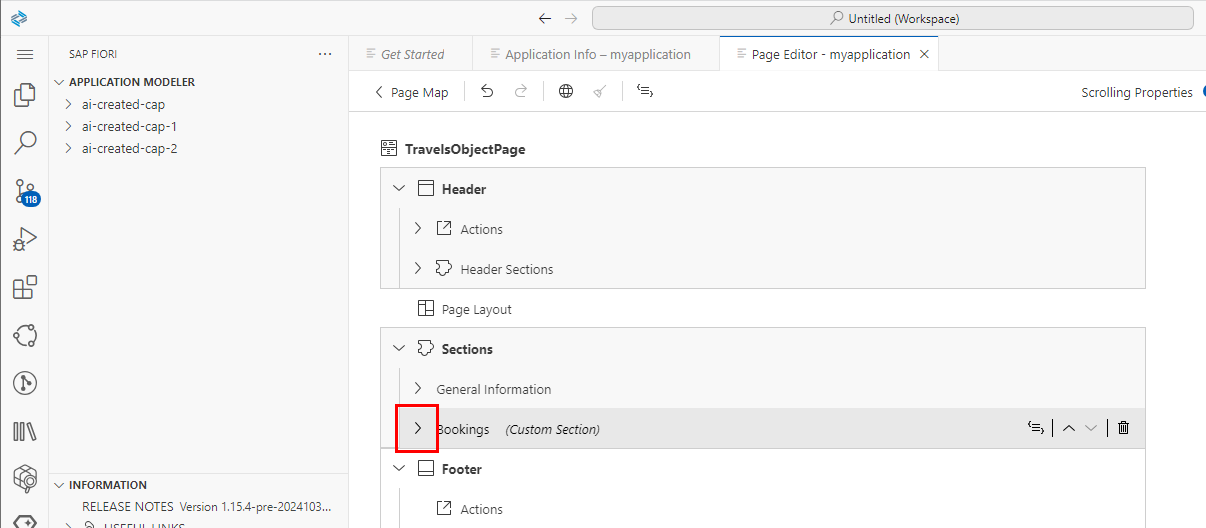 Untitled (Workspace)
SAP FIORI
Get Started
Application Info – myapplication
Page Editor - myapplication
APPLICATION MODELER
ai-created-cap
ai-created-cap-1
ai-created-cap-2
Page Map
Scrolling Properties
TravelsObjectPage
Header
Actions
118
Header Sections
Page Layout
Sections
General Information
Bookings (Custom Section)
Footer
Actions
INFORMATION
RELEASE NOTES Version 1.15.4-pre-2024103...
USEFUL LINKS